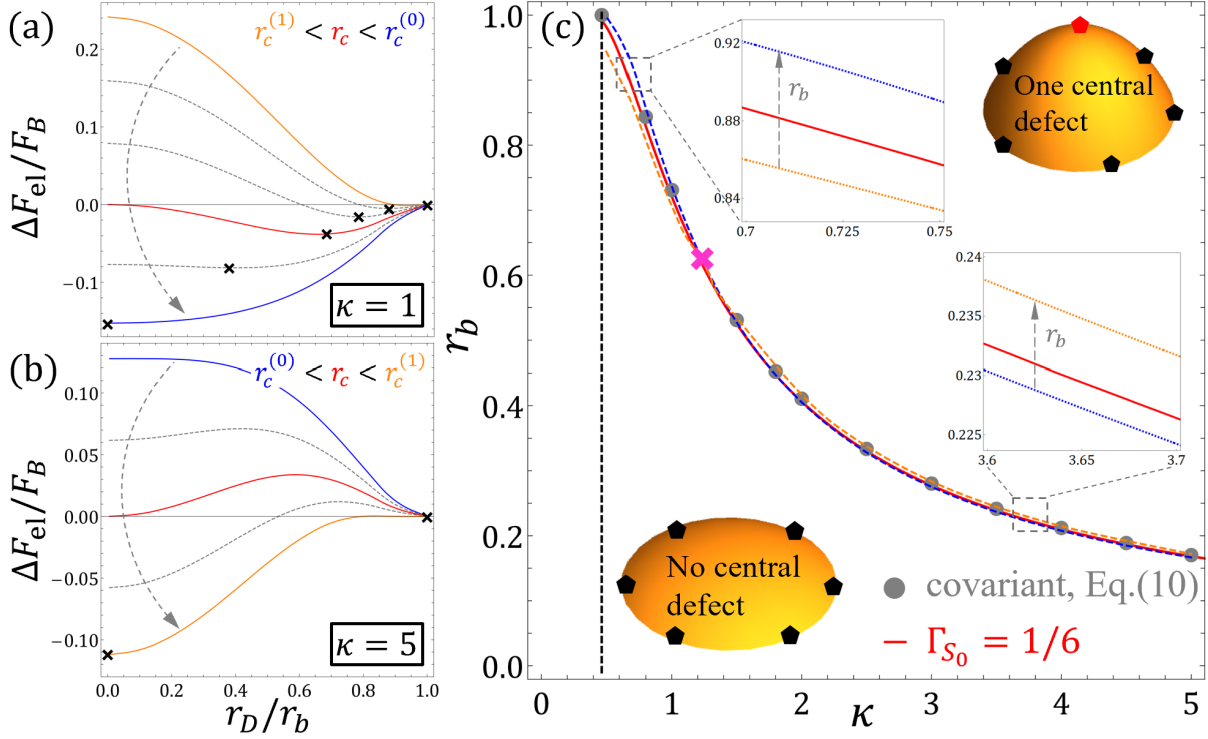 (a)
r_c^(1) < r_c < r_c^(0)
ΔF_el/F_B
0.2
0.1
0.0
−0.1
κ = 1
(b)
r_c^(0) < r_c < r_c^(1)
ΔF_el/F_B
0.10
0.05
0.00
−0.05
−0.10
κ = 5
0.0 0.2 0.4 0.6 0.8 1.0
r_D/r_b
(c)
r_b
1.0
0.8
0.6
0.4
0.2
0.0
0 1 2 3 4 5
κ
0.92
0.88
0.84
0.7 0.725 0.75
r_b
One central
defect
0.24
0.235
0.230
0.225
3.6 3.65 3.7
r_b
No central
defect
covariant, Eq.(10)
Γ_S₀ = 1/6